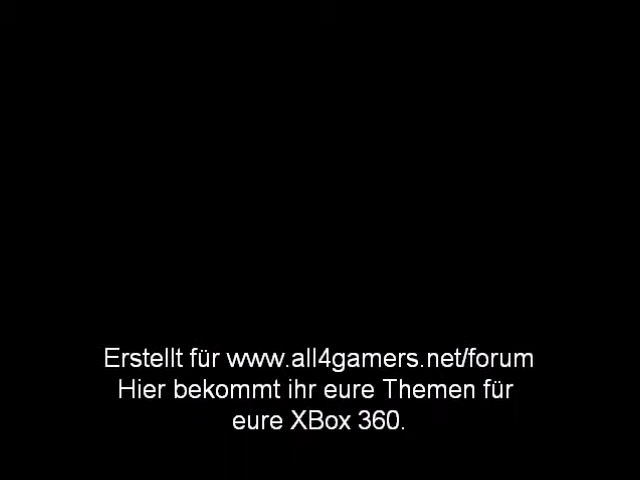 Erstellt für www.all4gamers.net/forum
Hier bekommt ihr eure Themen für
eure XBox 360.